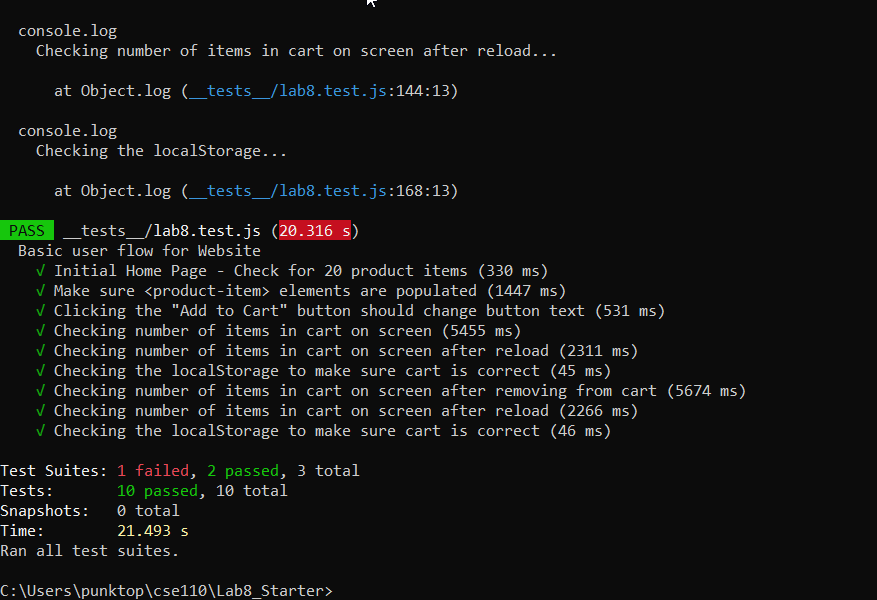 console.log
Checking number of items in cart on screen after reload...
at Object.log (__tests__/lab8.test.js:144:13)
console.log
Checking the localStorage...
at Object.log (__tests__/lab8.test.js:168:13)
PASS __tests__/lab8.test.js (20.316 s)
Basic user flow for Website
√ Initial Home Page - Check for 20 product items (330 ms)
√ Make sure <product-item> elements are populated (1447 ms)
√ Clicking the "Add to Cart" button should change button text (531 ms)
√ Checking number of items in cart on screen (5455 ms)
√ Checking number of items in cart on screen after reload (2311 ms)
√ Checking the localStorage to make sure cart is correct (45 ms)
√ Checking number of items in cart on screen after removing from cart (5674 ms)
√ Checking number of items in cart on screen after reload (2266 ms)
√ Checking the localStorage to make sure cart is correct (46 ms)
Test Suites: 1 failed, 2 passed, 3 total
Tests: 10 passed, 10 total
Snapshots: 0 total
Time: 21.493 s
Ran all test suites.
C:\Users\punktop\cse110\Lab8_Starter>